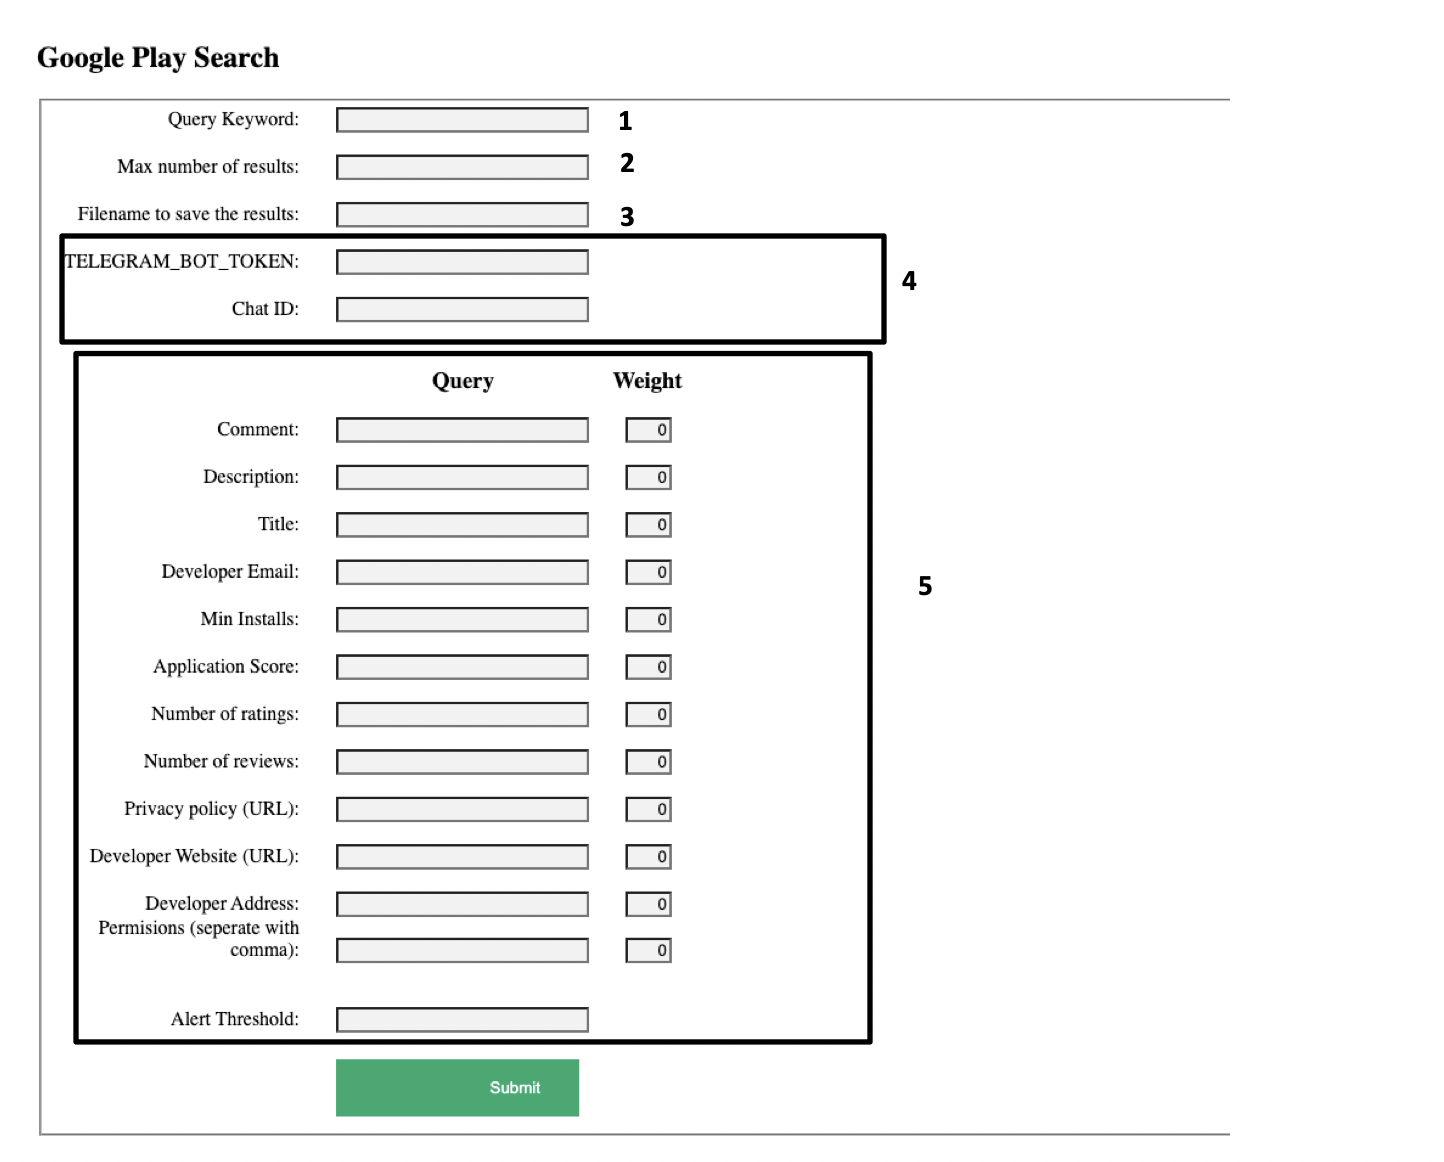 Google Play Search
Query Keyword: 1
Max number of results: 2
Filename to save the results: 3
TELEGRAM_BOT_TOKEN:
4
Chat ID:
Query Weight
Comment: 0
Description: 0
Title: 0
Developer Email: 0
5
Min Installs: 0
Application Score: 0
Number of ratings: 0
Number of reviews: 0
Privacy policy (URL): 0
Developer Website (URL): 0
Developer Address: 0
Permisions (seperate with
comma): 0
Alert Threshold:
Submit